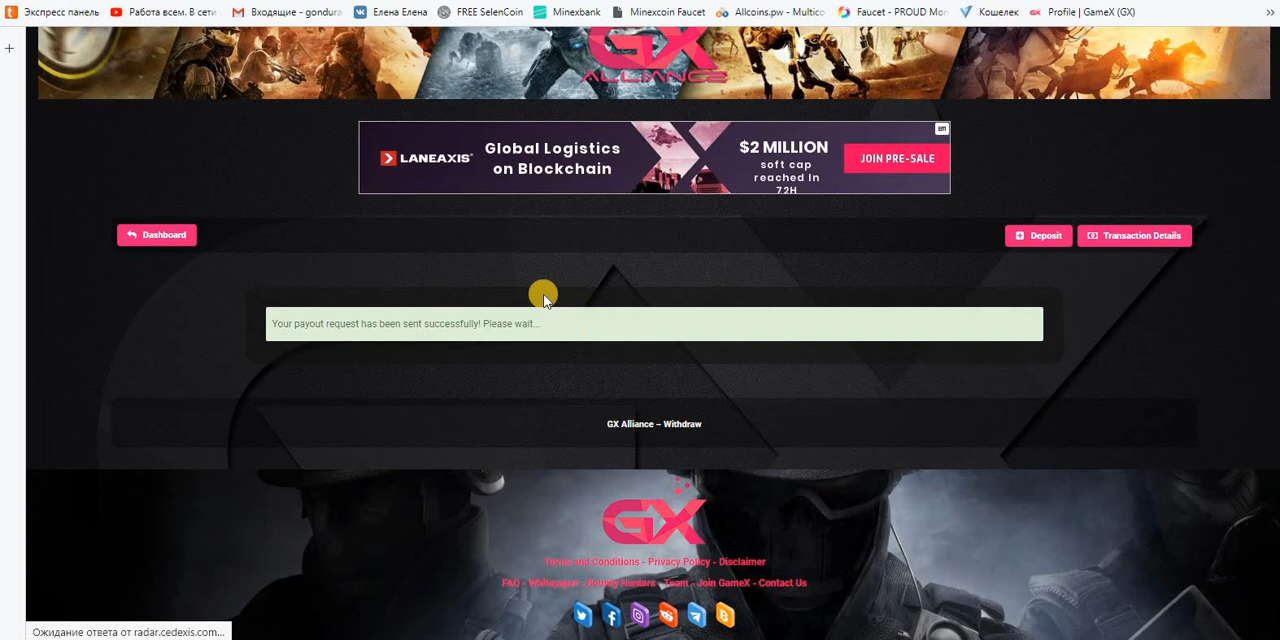 Экспресс панель
Работа всем. В сети
Входящие - gondura
Елена Елена
FREE SelenCoin
Minexbank
Minexcoin Faucet
Allcoins.pw - Multico
Faucet - PROUD Mon
Кошелек
Profile | GameX (GX)
GX
ALLIANCE
LANEAXIS
Global Logistics
on Blockchain
$2 MILLION
soft cap
reached In
72H
JOIN PRE-SALE
Dashboard
Deposit
Transaction Details
Your payout request has been sent successfully! Please wait...
GX Alliance – Withdraw
GX
Terms and Conditions - Privacy Policy - Disclaimer
FAQ - Whitepaper - Bounty Hunters - Team - Join GameX - Contact Us
Ожидание ответа от radar.cedexis.com...